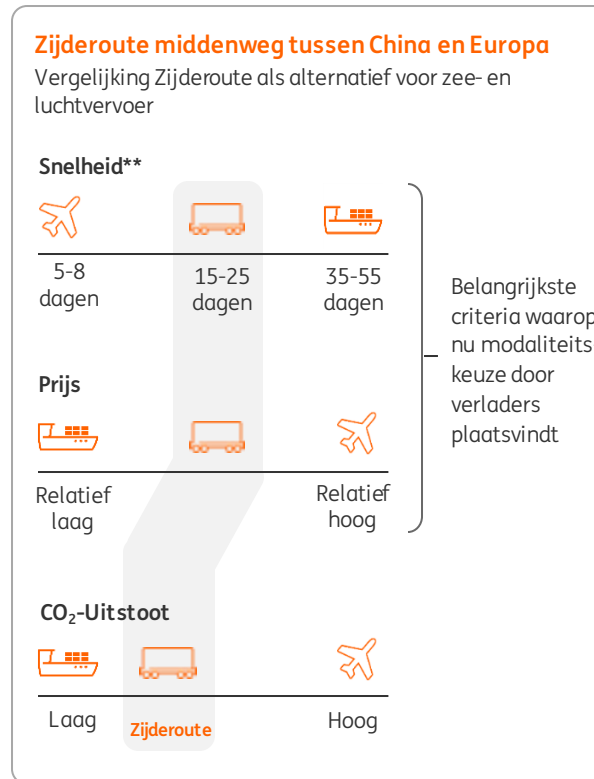 Zijderoute middenweg tussen China en Europa
Vergelijking Zijderoute als alternatief voor zee- en
luchtvervoer
Snelheid**
5-8
dagen
15-25
dagen
35-55
dagen
Prijs
Relatief
laag
Relatief
hoog
Belangrijkste
criteria waarop
nu modaliteits
keuze door
verladers
plaatsvindt
CO₂-Uitstoot
Laag
Zijderoute
Hoog